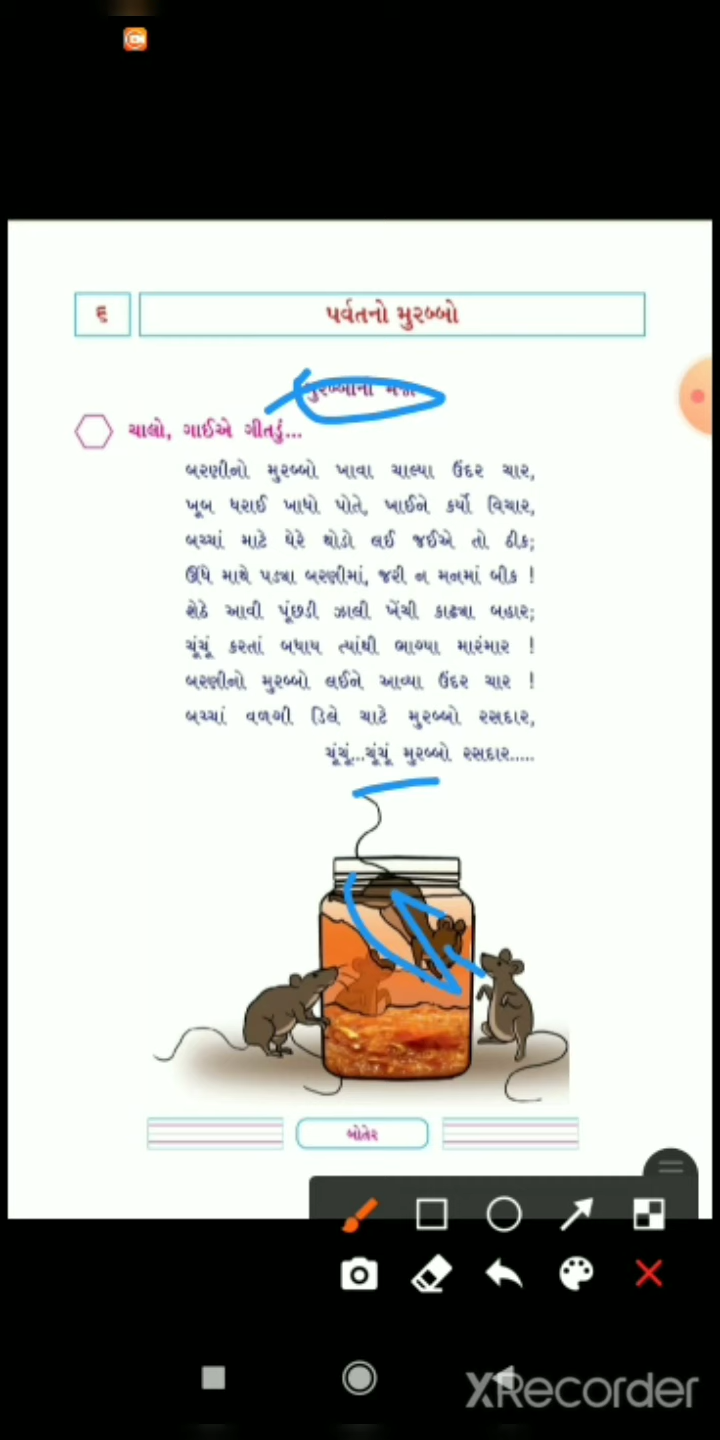 ૬
પર્વતનો મુરબ્બો
ચાલો, ગાઈએ ગીતડું...
બરણીનો મુરબ્બો ખાવા ચાલ્યા ઉંદર ચાર,
ખૂબ ધરાઈ ખાધો પોતે, ખાઈને કર્યો વિચાર,
બચ્ચાં માટે ઘેરે થોડો લઈ જઈએ તો ઠીક;
ઊંધે માથે પડ્યા બરણીમાં, જરી ન મનમાં બીક !
શેઠે આવી પૂંછડી ઝાલી ખેંચી કાઢ્યા બહાર;
ચૂંચૂં કરતાં બધાય ત્યાંથી ભાગ્યા મારંમાર !
બરણીનો મુરબ્બો લઈને આવ્યા ઉંદર ચાર !
બચ્ચાં વળગી ડિલે ચાટે મુરબ્બો રસદાર,
ચૂંચૂં...ચૂંચૂં મુરબ્બો રસદાર.....
બોતેર
XRecorder